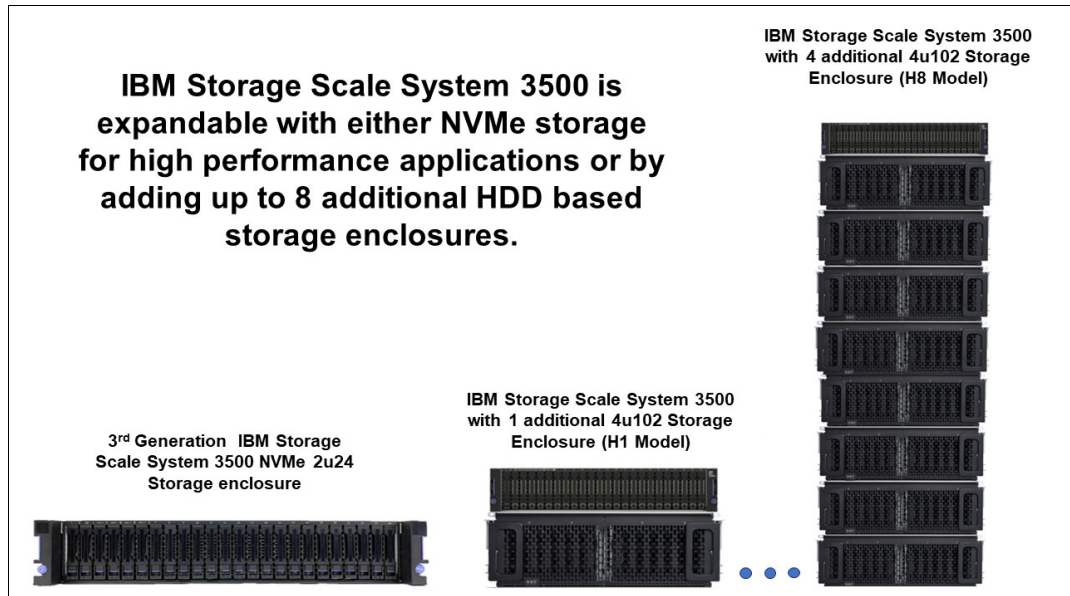 IBM Storage Scale System 3500 is
expandable with either NVMe storage
for high performance applications or by
adding up to 8 additional HDD based
storage enclosures.
IBM Storage Scale System 3500
with 4 additional 4u102 Storage
Enclosure (H8 Model)
IBM Storage Scale System 3500
with 1 additional 4u102 Storage
Enclosure (H1 Model)
3rd Generation IBM Storage
Scale System 3500 NVMe 2u24
Storage enclosure